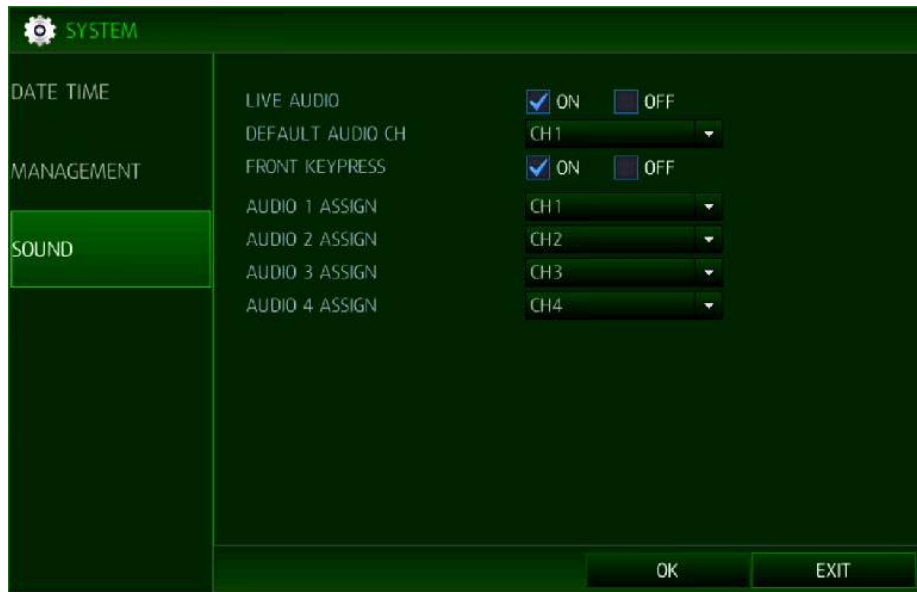 SYSTEM
DATE TIME
MANAGEMENT
SOUND
LIVE AUDIO ON OFF
DEFAULT AUDIO CH CH1
FRONT KEYPRESS ON OFF
AUDIO 1 ASSIGN CH1
AUDIO 2 ASSIGN CH2
AUDIO 3 ASSIGN CH3
AUDIO 4 ASSIGN CH4
OK EXIT